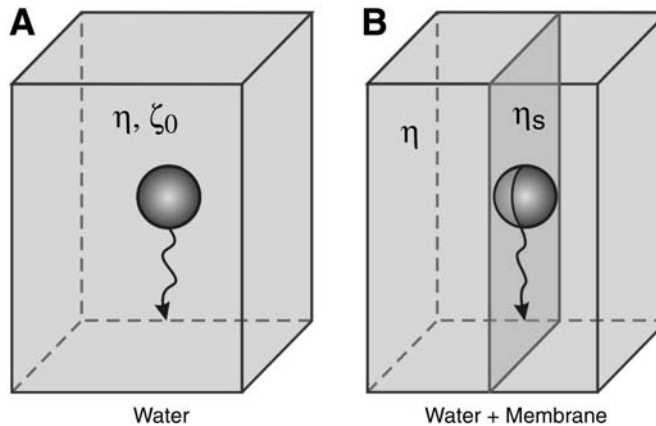 A
B
η, ζ0
η
ηs
Water
Water + Membrane